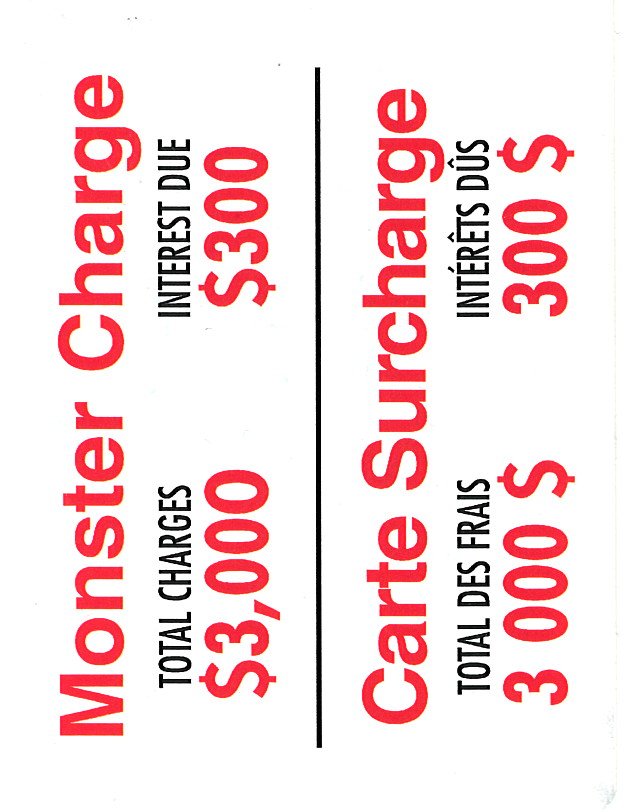 Monster Charge
TOTAL CHARGES INTEREST DUE
$3,000 $300
Carte Surcharge
TOTAL DES FRAIS INTÉRÊTS DÛS
3 000 $ 300 $